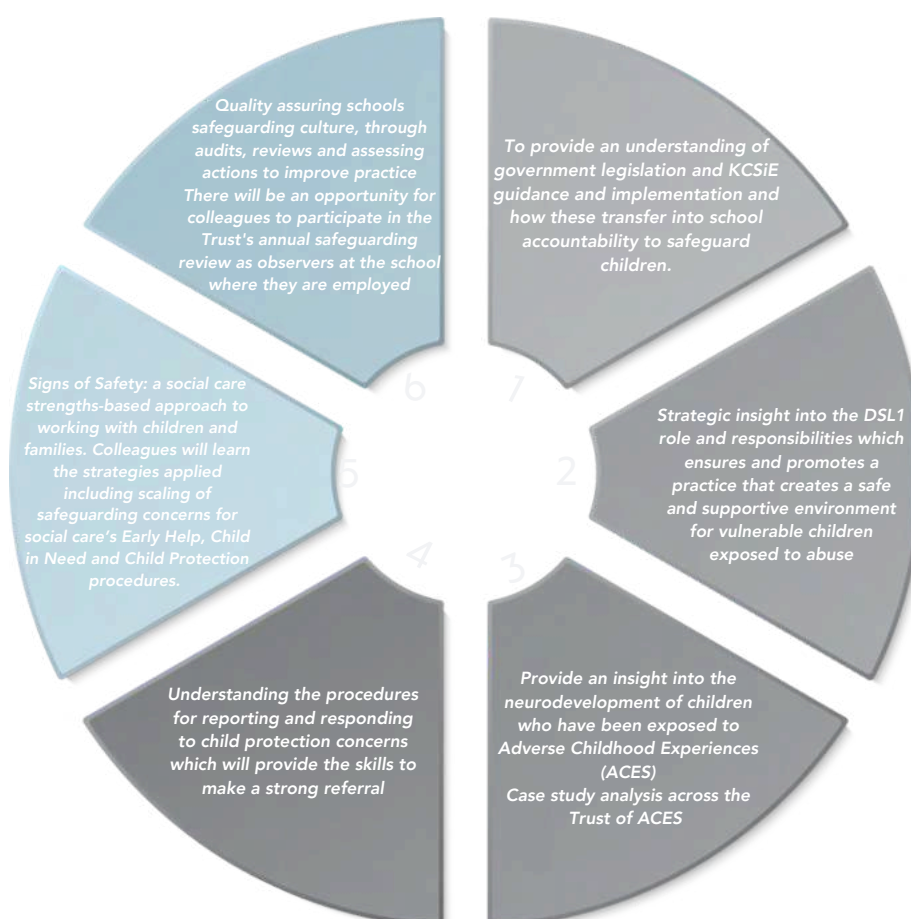 To provide an understanding of
government legislation and KCSiE
guidance and implementation and
how these transfer into school
accountability to safeguard
children.
1
Strategic insight into the DSL1
role and responsibilities which
ensures and promotes a
practice that creates a safe
and supportive environment
for vulnerable children
exposed to abuse
2
Provide an insight into the
neurodevelopment of children
who have been exposed to
Adverse Childhood Experiences
(ACES)
Case study analysis across the
Trust of ACES
3
Understanding the procedures
for reporting and responding
to child protection concerns
which will provide the skills to
make a strong referral
4
Signs of Safety: a social care
strengths-based approach to
working with children and
families. Colleagues will learn
the strategies applied
including scaling of
safeguarding concerns for
social care's Early Help, Child
in Need and Child Protection
procedures.
5
Quality assuring schools
safeguarding culture, through
audits, reviews and assessing
actions to improve practice
There will be an opportunity for
colleagues to participate in the
Trust's annual safeguarding
review as observers at the school
where they are employed
6